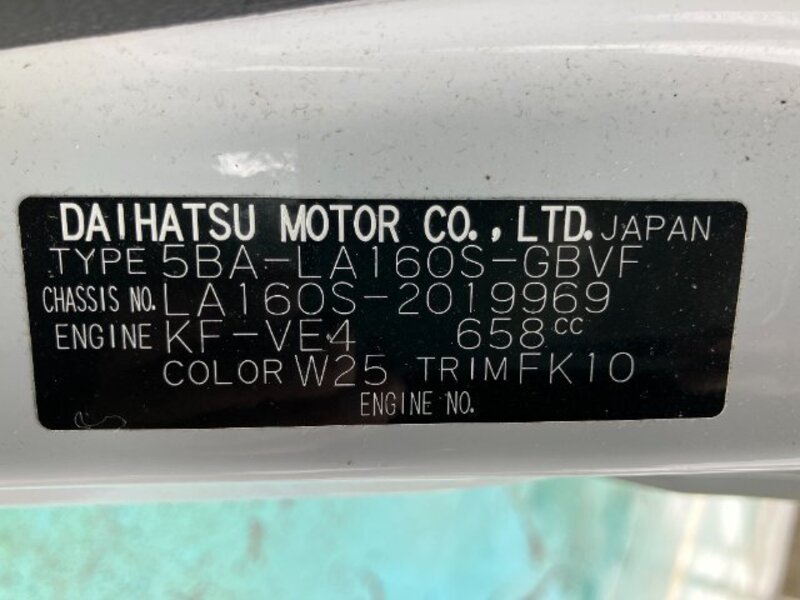 DAIHATSU MOTOR CO., LTD. JAPAN
TYPE 5BA-LA160S-GBVF
CHASSIS NO. LA160S-2019969
ENGINE KF-VE4 658cc
COLOR W25 TRIM FK10
ENGINE NO.